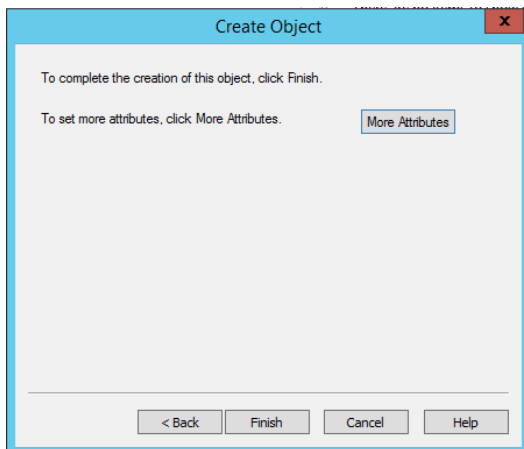 Create Object
x
To complete the creation of this object, click Finish.
To set more attributes, click More Attributes.
More Attributes
< Back
Finish
Cancel
Help